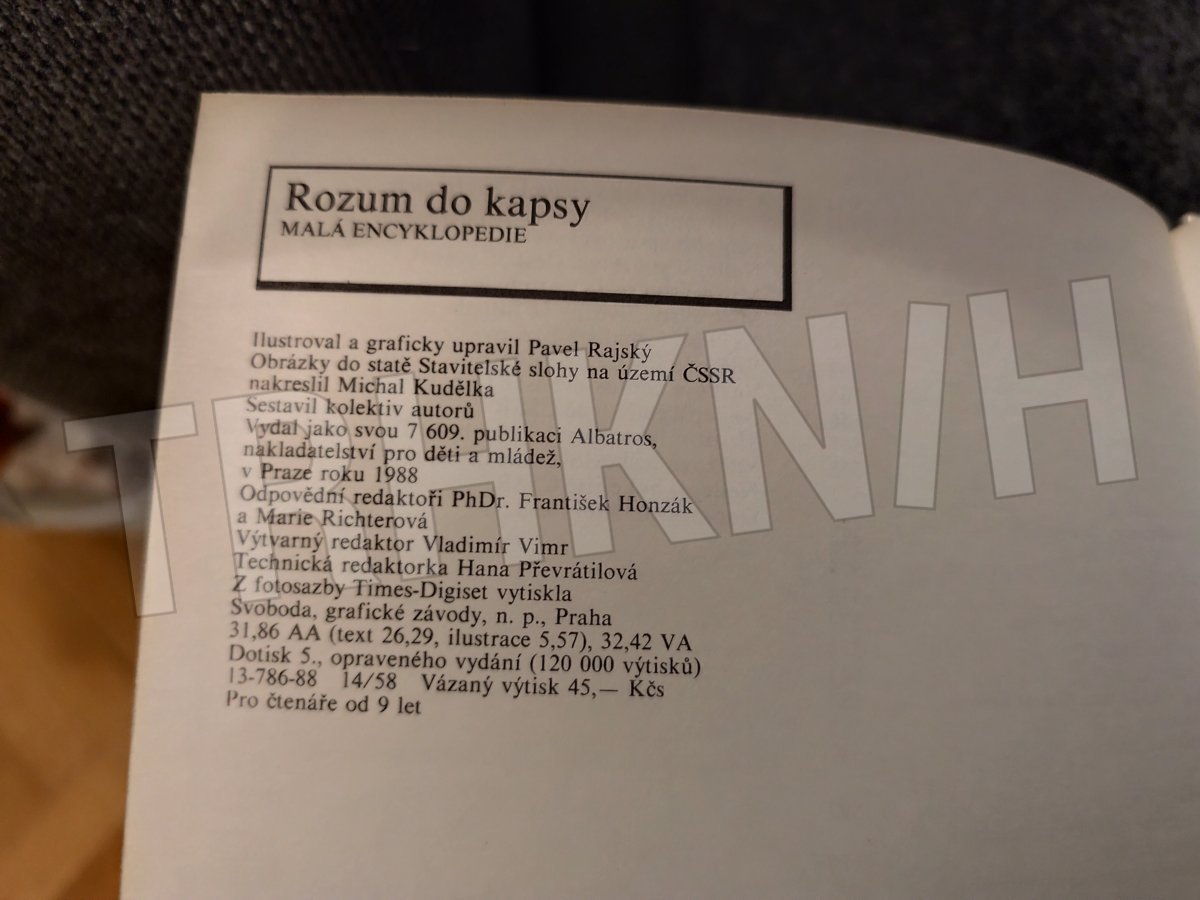 Rozum do kapsy
MALÁ ENCYKLOPEDIE
Ilustroval a graficky upravil Pavel Rajský
Obrázky do statě Stavitelské slohy na území ČSSR
nakreslil Michal Kudělka
Sestavil kolektiv autorů
Vydal jako svou 7 609. publikaci Albatros,
nakladatelství pro děti a mládež,
v Praze roku 1988
Odpovědní redaktoři PhDr. František Honzák
a Marie Richterová
Výtvarný redaktor Vladimír Vimr
Technická redaktorka Hana Převrátilová
Z fotosazby Times-Digiset vytiskla
Svoboda, grafické závody, n. p., Praha
31,86 AA (text 26,29, ilustrace 5,57), 32,42 VA
Dotisk 5., opraveného vydání (120 000 výtisků)
13-786-88 14/58 Vázaný výtisk 45,— Kčs
Pro čtenáře od 9 let